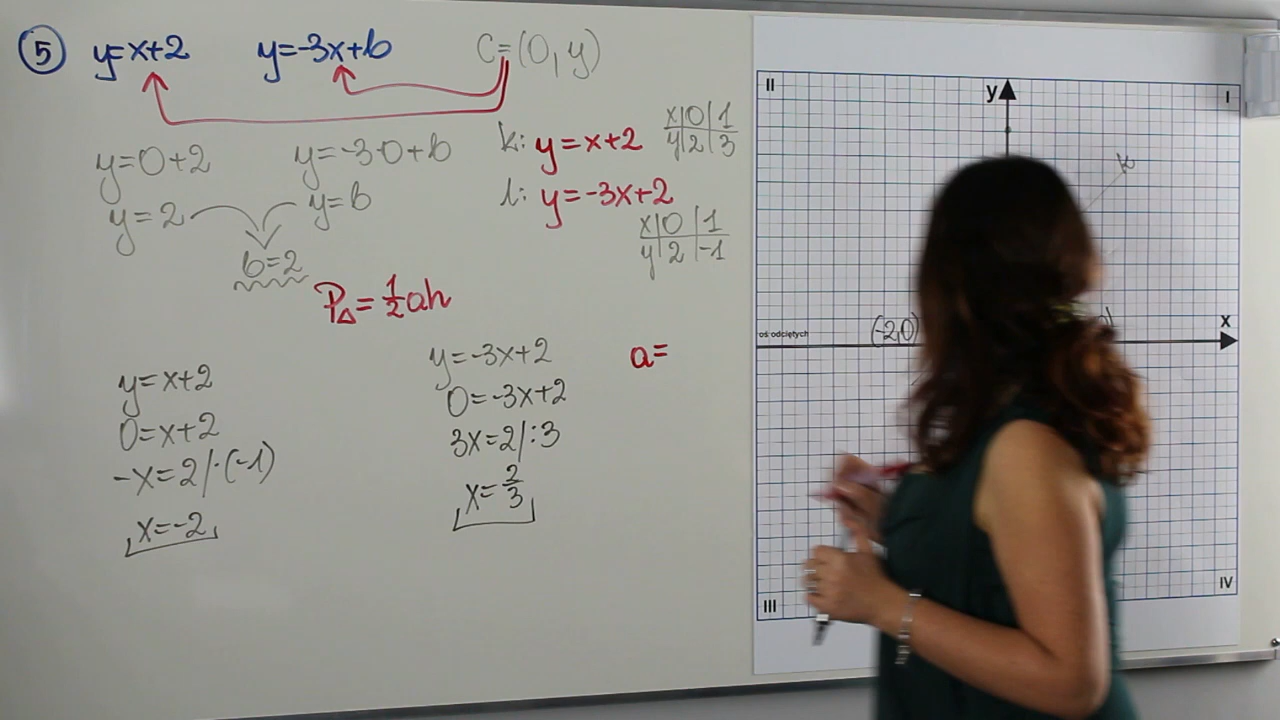 5 y=x+2 y=-3x+b C=(0,y)
y=0+2 y=-3·0+b
y=2 y=b
b=2
k: y=x+2
x|0|1
y|2|3
l: y=-3x+2
x|0|1
y|2|-1
P△=½ah
y=x+2
0=x+2
-x=2/·(-1)
x=-2
y=-3x+2
0=-3x+2
3x=2/:3
x=2/3
a=
II y I
k
oś odciętych (-2,0) x
III IV